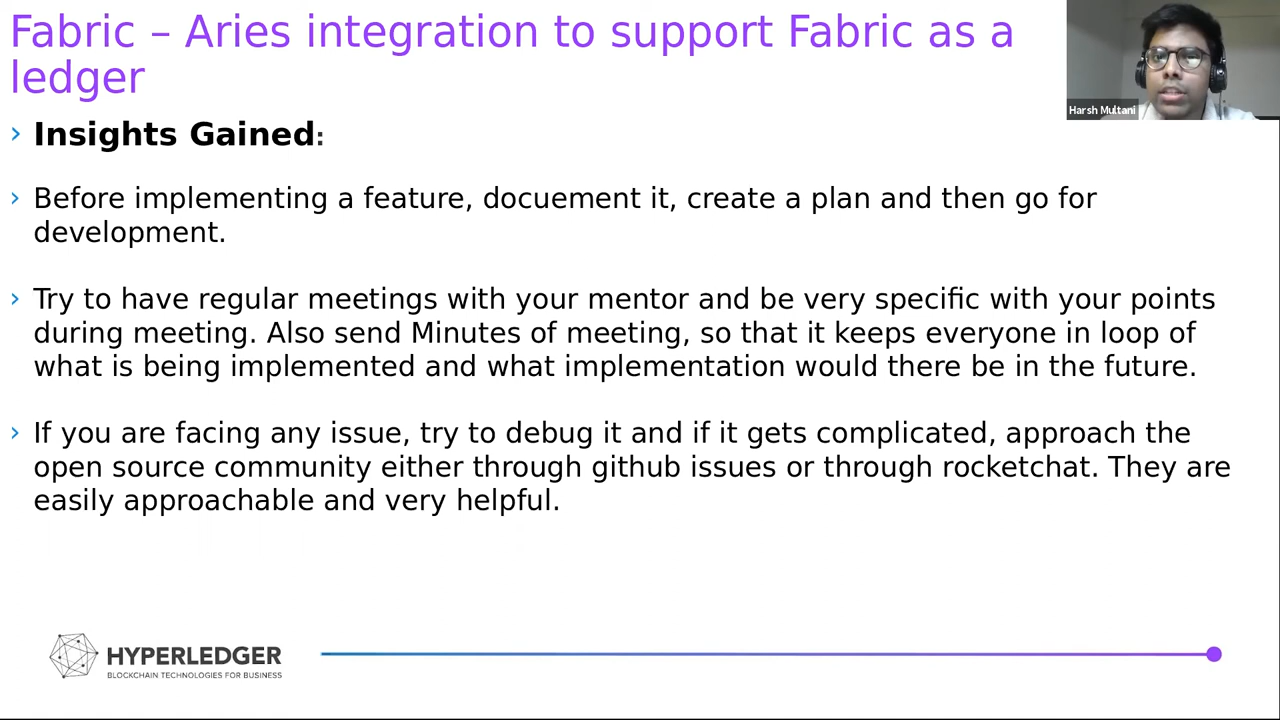 Fabric – Aries integration to support Fabric as a
ledger
Harsh Multani
› Insights Gained:
› Before implementing a feature, docuement it, create a plan and then go for
development.
› Try to have regular meetings with your mentor and be very specific with your points
during meeting. Also send Minutes of meeting, so that it keeps everyone in loop of
what is being implemented and what implementation would there be in the future.
› If you are facing any issue, try to debug it and if it gets complicated, approach the
open source community either through github issues or through rocketchat. They are
easily approachable and very helpful.
HYPERLEDGER
BLOCKCHAIN TECHNOLOGIES FOR BUSINESS